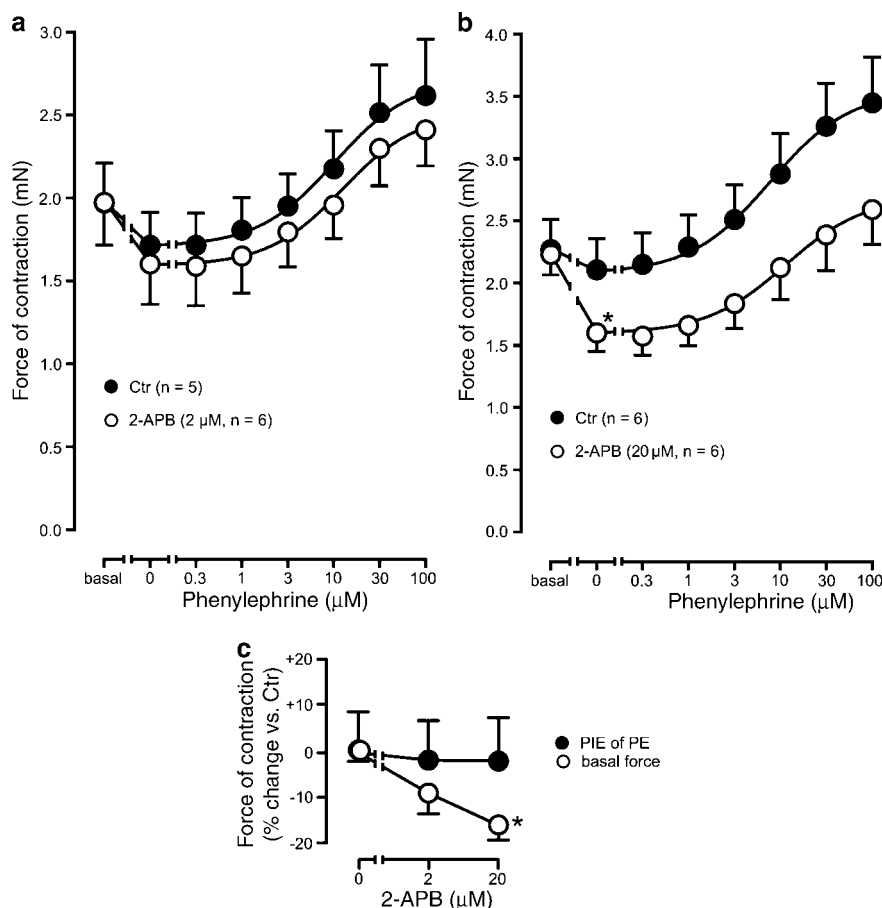 a
Force of contraction (mN)
3.0
2.5
2.0
1.5
1.0
0.5
0.0
Ctr (n = 5)
2-APB (2 µM, n = 6)
basal 0 0.3 1 3 10 30 100
Phenylephrine (µM)
b
Force of contraction (mN)
4.0
3.5
3.0
2.5
2.0
1.5
1.0
0.5
0.0
*
Ctr (n = 6)
2-APB (20 µM, n = 6)
basal 0 0.3 1 3 10 30 100
Phenylephrine (µM)
c
Force of contraction
(% change vs. Ctr)
+20
+10
0
-10
-20
*
PIE of PE
basal force
0 2 20
2-APB (µM)